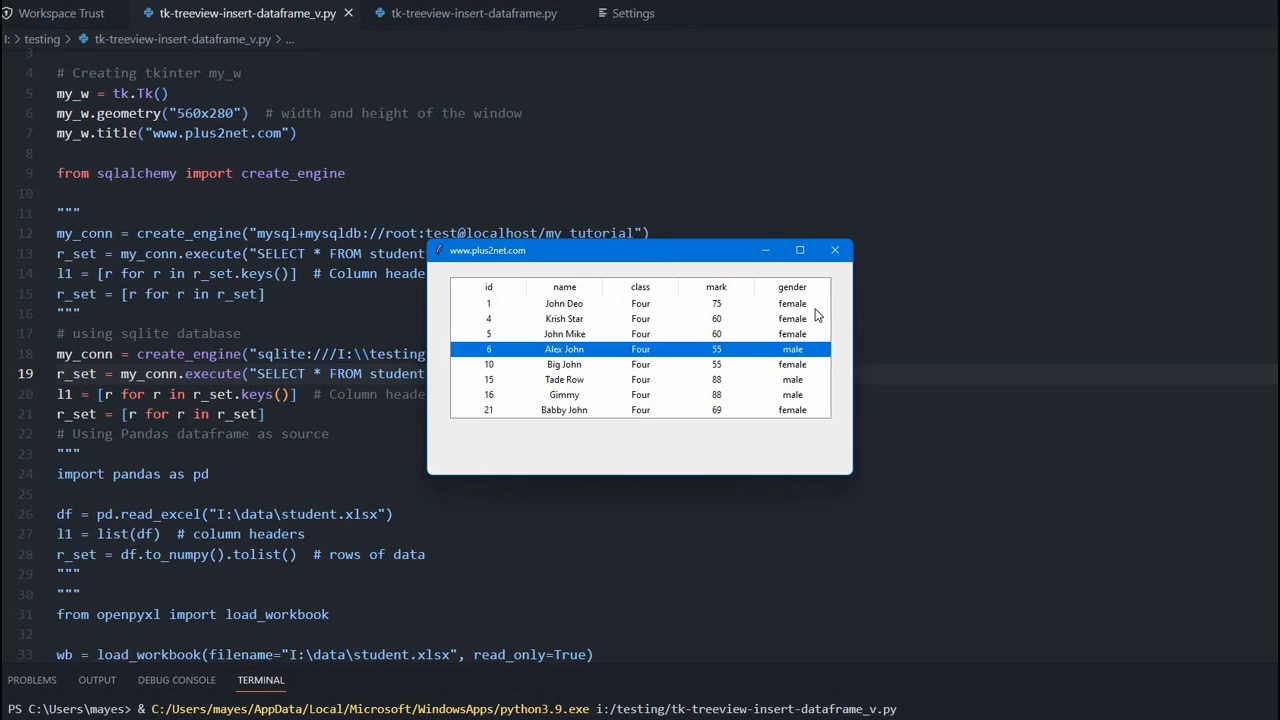 Workspace Trust
tk-treeview-insert-dataframe_v.py
tk-treeview-insert-dataframe.py
Settings
I: > testing > tk-treeview-insert-dataframe_v.py > ...
3
4 # Creating tkinter my_w
5 my_w = tk.Tk()
6 my_w.geometry("560x280")  # width and height of the window
7 my_w.title("www.plus2net.com")
8
9 from sqlalchemy import create_engine
10
11 """
12 my_conn = create_engine("mysql+mysqldb://root:test@localhost/my_tutorial")
13 r_set = my_conn.execute("SELECT * FROM student
14 l1 = [r for r in r_set.keys()]  # Column heade
15 r_set = [r for r in r_set]
16 """
17 # using sqlite database
18 my_conn = create_engine("sqlite:///I:\\testing
19 r_set = my_conn.execute("SELECT * FROM student
20 l1 = [r for r in r_set.keys()]  # Column heade
21 r_set = [r for r in r_set]
22 # Using Pandas dataframe as source
23 """
24 import pandas as pd
25
26 df = pd.read_excel("I:\data\student.xlsx")
27 l1 = list(df)  # column headers
28 r_set = df.to_numpy().tolist()  # rows of data
29 """
30 """
31 from openpyxl import load_workbook
32
33 wb = load_workbook(filename="I:\data\student.xlsx", read_only=True)
www.plus2net.com
id name class mark gender
1 John Deo Four 75 female
4 Krish Star Four 60 female
5 John Mike Four 60 female
6 Alex John Four 55 male
10 Big John Four 55 female
15 Tade Row Four 88 male
16 Gimmy Four 88 male
21 Babby John Four 69 female
PROBLEMS OUTPUT DEBUG CONSOLE TERMINAL
PS C:\Users\mayes> & C:/Users/mayes/AppData/Local/Microsoft/WindowsApps/python3.9.exe i:/testing/tk-treeview-insert-dataframe_v.py